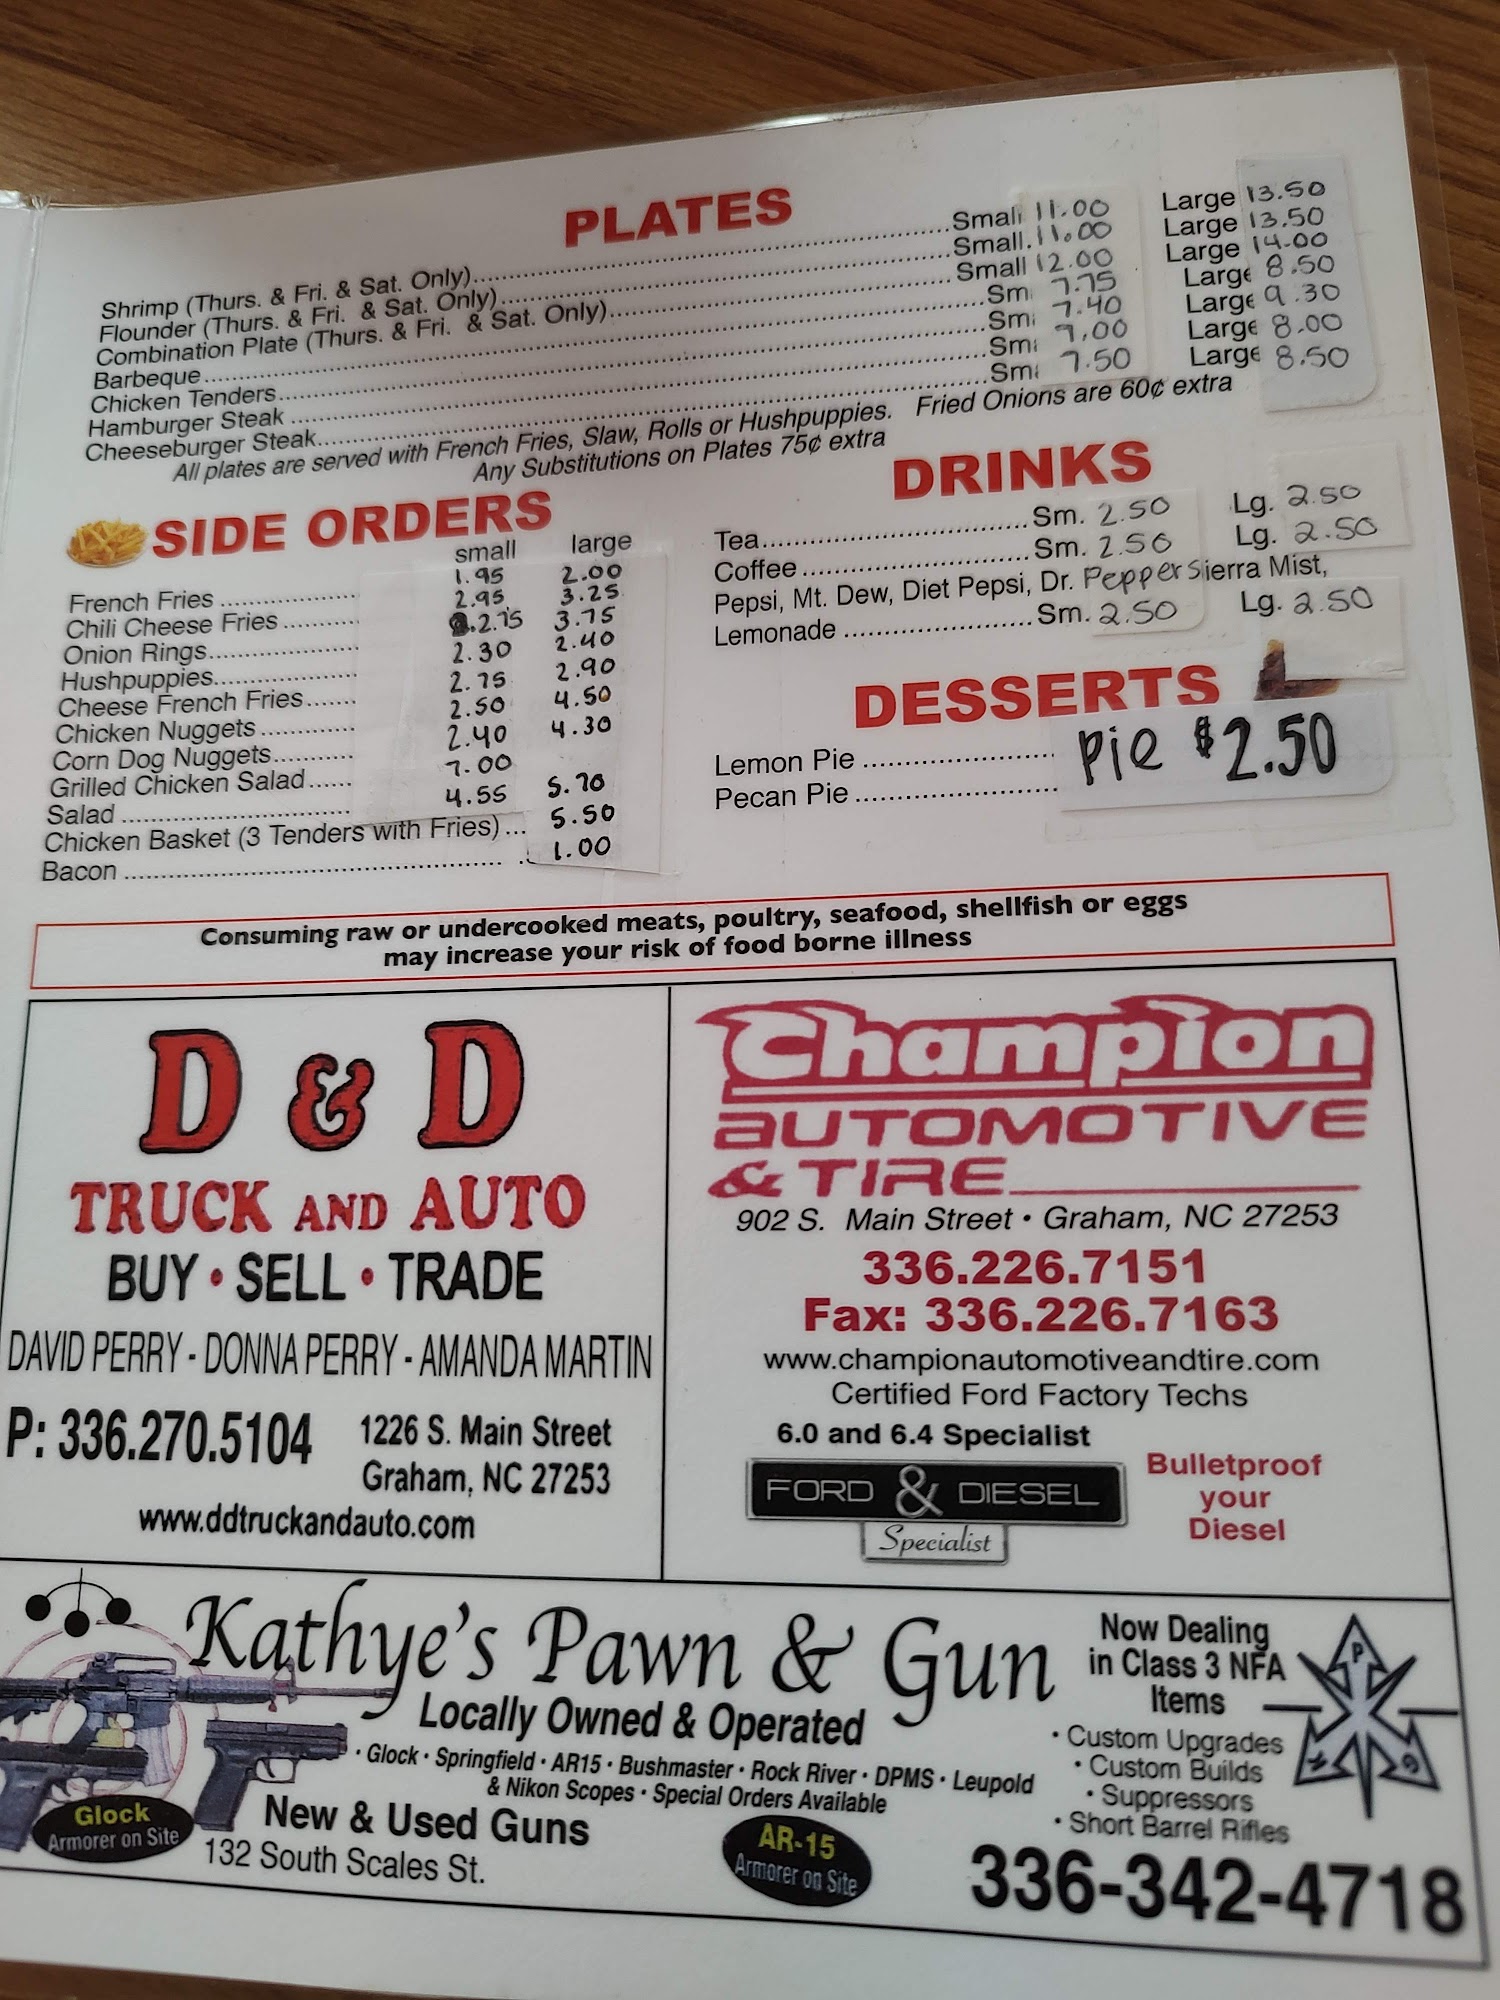 PLATES
Shrimp (Thurs. & Fri. & Sat. Only) Small 11.00 Large 13.50
Flounder (Thurs. & Fri. & Sat. Only) Small 11.00 Large 13.50
Combination Plate (Thurs. & Fri. & Sat. Only) Small 12.00 Large 14.00
Barbeque Sm 7.75 Large 8.50
Chicken Tenders Sm 7.40 Large 9.30
Hamburger Steak Sm 7.00 Large 8.00
Cheeseburger Steak Sm 7.50 Large 8.50
All plates are served with French Fries, Slaw, Rolls or Hushpuppies. Fried Onions are 60¢ extra
Any Substitutions on Plates 75¢ extra
SIDE ORDERS
small large
French Fries 1.95 2.00
Chili Cheese Fries 2.95 3.25
Onion Rings 2.75 3.75
Hushpuppies 2.30 2.40
Cheese French Fries 2.75 2.90
Chicken Nuggets 2.50 4.50
Corn Dog Nuggets 2.40 4.30
Grilled Chicken Salad 7.00
Salad 4.55 5.70
Chicken Basket (3 Tenders with Fries) 5.50
Bacon 1.00
DRINKS
Tea Sm. 2.50 Lg. 2.50
Coffee Sm. 2.50 Lg. 2.50
Pepsi, Mt. Dew, Diet Pepsi, Dr. Pepper Sierra Mist,
Lemonade Sm. 2.50 Lg. 2.50
DESSERTS
Lemon Pie
Pecan Pie
Pie $2.50
Consuming raw or undercooked meats, poultry, seafood, shellfish or eggs
may increase your risk of food borne illness
D & D
TRUCK AND AUTO
BUY • SELL • TRADE
DAVID PERRY - DONNA PERRY - AMANDA MARTIN
P: 336.270.5104
1226 S. Main Street
Graham, NC 27253
www.ddtruckandauto.com
Champion
AUTOMOTIVE
& TIRE
902 S. Main Street • Graham, NC 27253
336.226.7151
Fax: 336.226.7163
www.championautomotiveandtire.com
Certified Ford Factory Techs
6.0 and 6.4 Specialist
FORD & DIESEL
Specialist
Bulletproof
your
Diesel
Kathye's Pawn & Gun
Locally Owned & Operated
• Glock • Springfield • AR15 • Bushmaster • Rock River • DPMS • Leupold
& Nikon Scopes • Special Orders Available
New & Used Guns
132 South Scales St.
Glock
Armorer on Site
AR-15
Armorer on Site
Now Dealing
in Class 3 NFA
Items
• Custom Upgrades
• Custom Builds
• Suppressors
• Short Barrel Rifles
P
K
G
336-342-4718